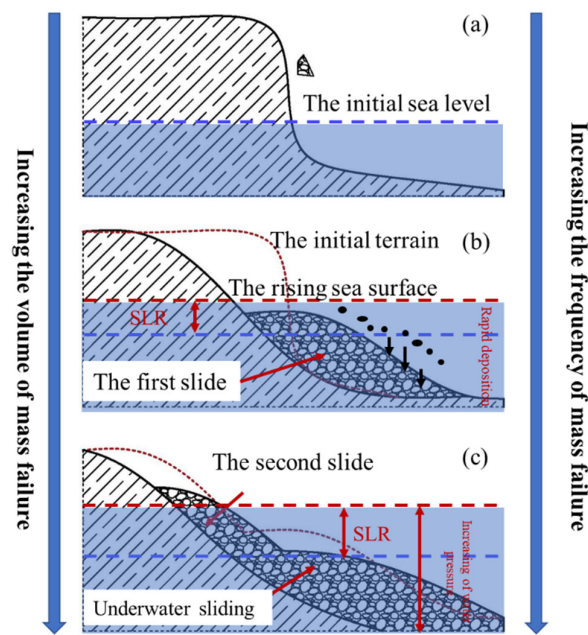 (a)
The initial sea level
Increasing the volume of mass failure
Increasing the frequency of mass failure
The initial terrain
(b)
The rising sea surface
SLR
Rapid deposition
The first slide
(c)
The second slide
SLR
Increasing of
pressure
Underwater sliding